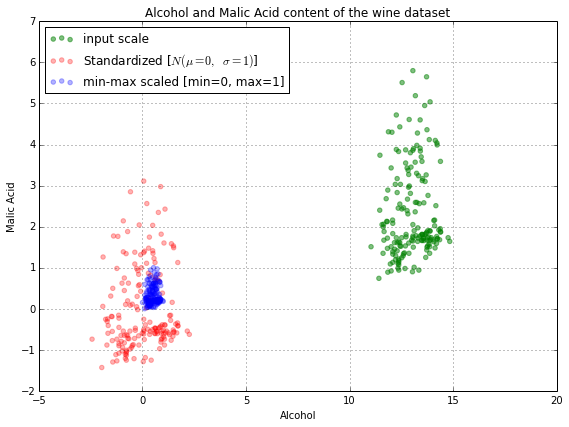 Alcohol and Malic Acid content of the wine dataset
input scale
Standardized [N(μ=0, σ=1)]
min-max scaled [min=0, max=1]
7
6
5
4
3
2
1
0
−1
−2
Malic Acid
−5
0
5
10
15
20
Alcohol